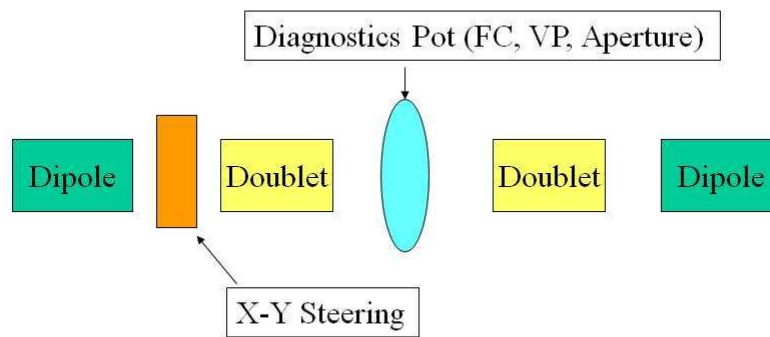 Diagnostics Pot (FC, VP, Aperture)
Dipole
Doublet
Doublet
Dipole
X-Y Steering